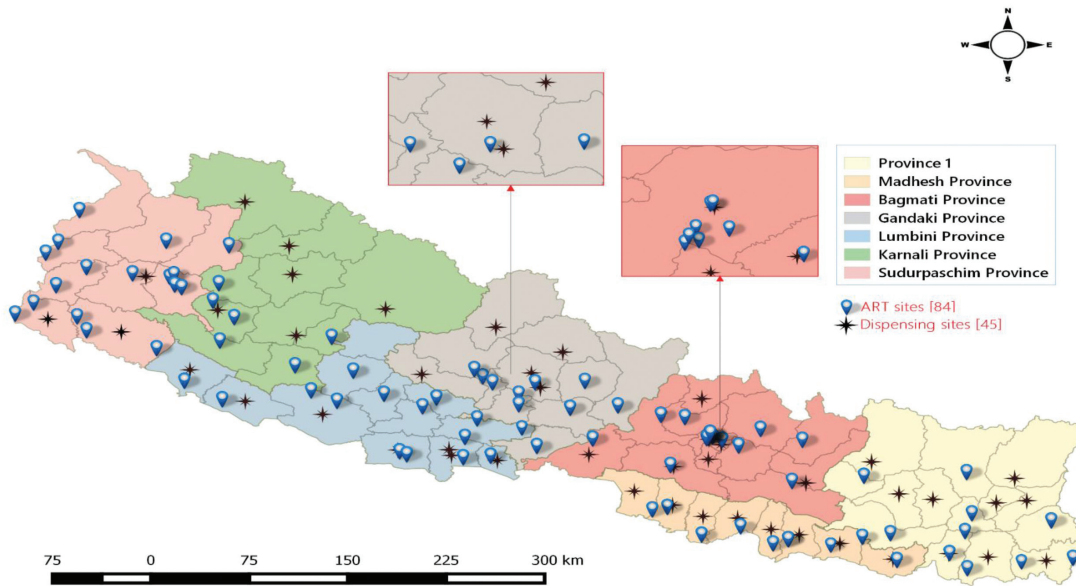 N
W E
S
Province 1
Madhesh Province
Bagmati Province
Gandaki Province
Lumbini Province
Karnali Province
Sudurpaschim Province
ART sites [84]
Dispensing sites [45]
75 0 75 150 225 300 km